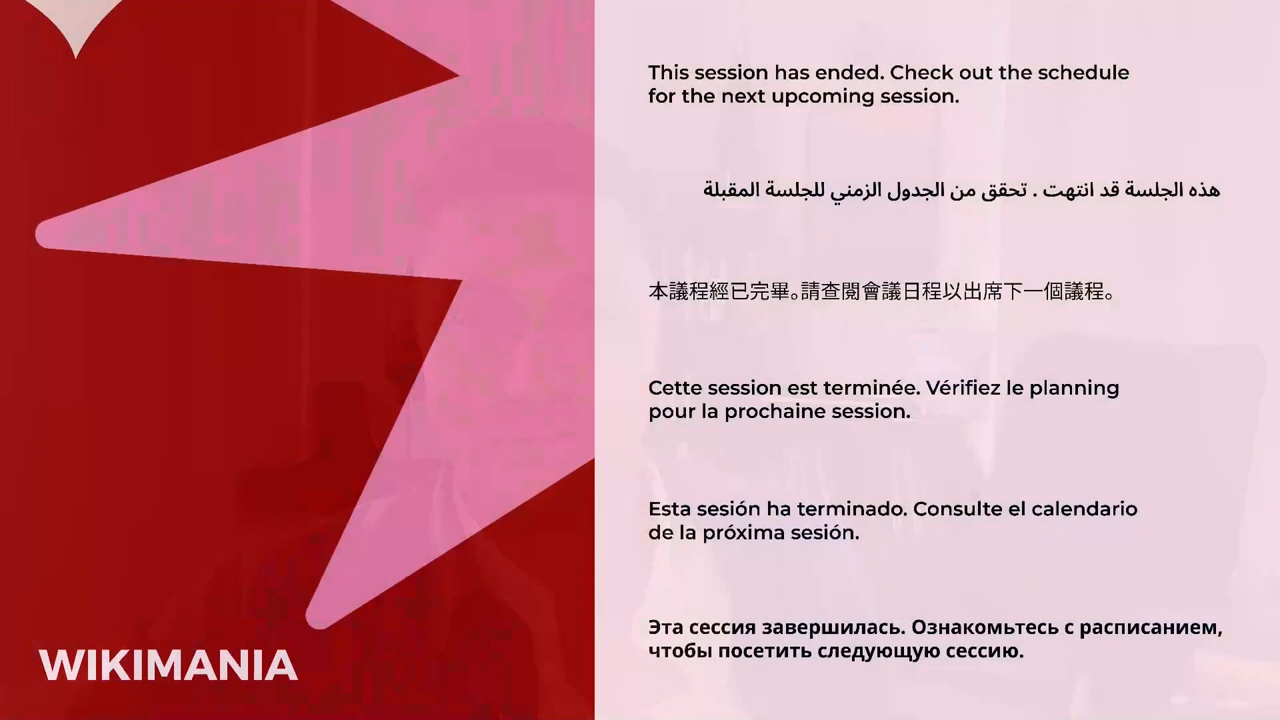 This session has ended. Check out the schedule
for the next upcoming session.
هذه الجلسة قد انتهت . تحقق من الجدول الزمني للجلسة المقبلة
本議程經已完畢。請查閱會議日程以出席下一個議程。
Cette session est terminée. Vérifiez le planning
pour la prochaine session.
Esta sesión ha terminado. Consulte el calendario
de la próxima sesión.
Эта сессия завершилась. Ознакомьтесь с расписанием,
чтобы посетить следующую сессию.
WIKIMANIA